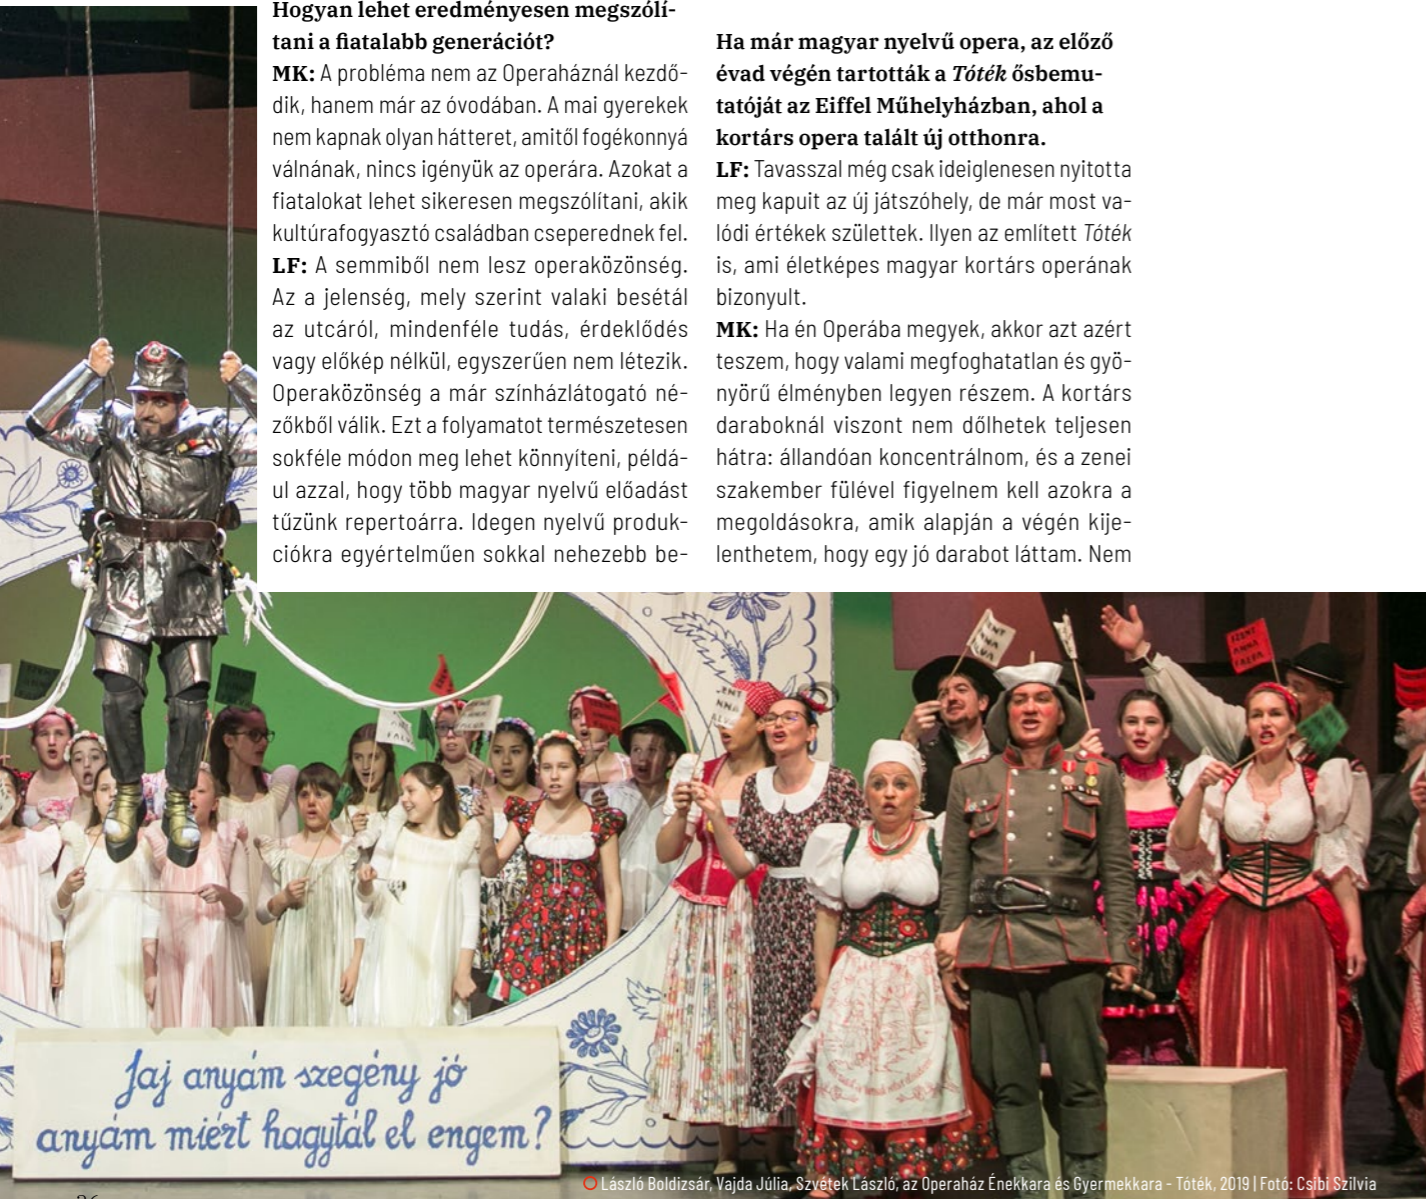 Hogyan lehet eredményesen megszólí-
tani a fiatalabb generációt?
MK: A probléma nem az Operaháznál kezdő-
dik, hanem már az óvodában. A mai gyerekek
nem kapnak olyan hátteret, amitől fogékonnyá
válnának, nincs igényük az operára. Azokat a
fiatalokat lehet sikeresen megszólítani, akik
kultúrafogyasztó családban cseperednek fel.
LF: A semmiből nem lesz operaközönség.
Az a jelenség, mely szerint valaki besétál
az utcáról, mindenféle tudás, érdeklődés
vagy előkép nélkül, egyszerűen nem létezik.
Operaközönség a már színházlátogató né-
zőkből válik. Ezt a folyamatot természetesen
sokféle módon meg lehet könnyíteni, példá-
ul azzal, hogy több magyar nyelvű előadást
tűzünk repertoárra. Idegen nyelvű produk-
ciókra egyértelműen sokkal nehezebb be-
Ha már magyar nyelvű opera, az előző
évad végén tartották a Tóték ősbemu-
tatóját az Eiffel Műhelyházban, ahol a
kortárs opera talált új otthonra.
LF: Tavasszal még csak ideiglenesen nyitotta
meg kapuit az új játszóhely, de már most va-
lódi értékek születtek. Ilyen az említett Tóték
is, ami életképes magyar kortárs operának
bizonyult.
MK: Ha én Operába megyek, akkor azt azért
teszem, hogy valami megfoghatatlan és gyö-
nyörű élményben legyen részem. A kortárs
daraboknál viszont nem dőlhetek teljesen
hátra: állandóan koncentrálnom, és a zenei
szakember fülével figyelnem kell azokra a
megoldásokra, amik alapján a végén kije-
lenthetem, hogy egy jó darabot láttam. Nem
SZENT
ANNA
FALVA
Jaj anyám szegény jó
anyám miért hagytál el engem?
László Boldizsár, Vajda Júlia, Szvétek László, az Operaház Énekkara és Gyermekkara - Tóték, 2019 | Fotó: Csibi Szilvia